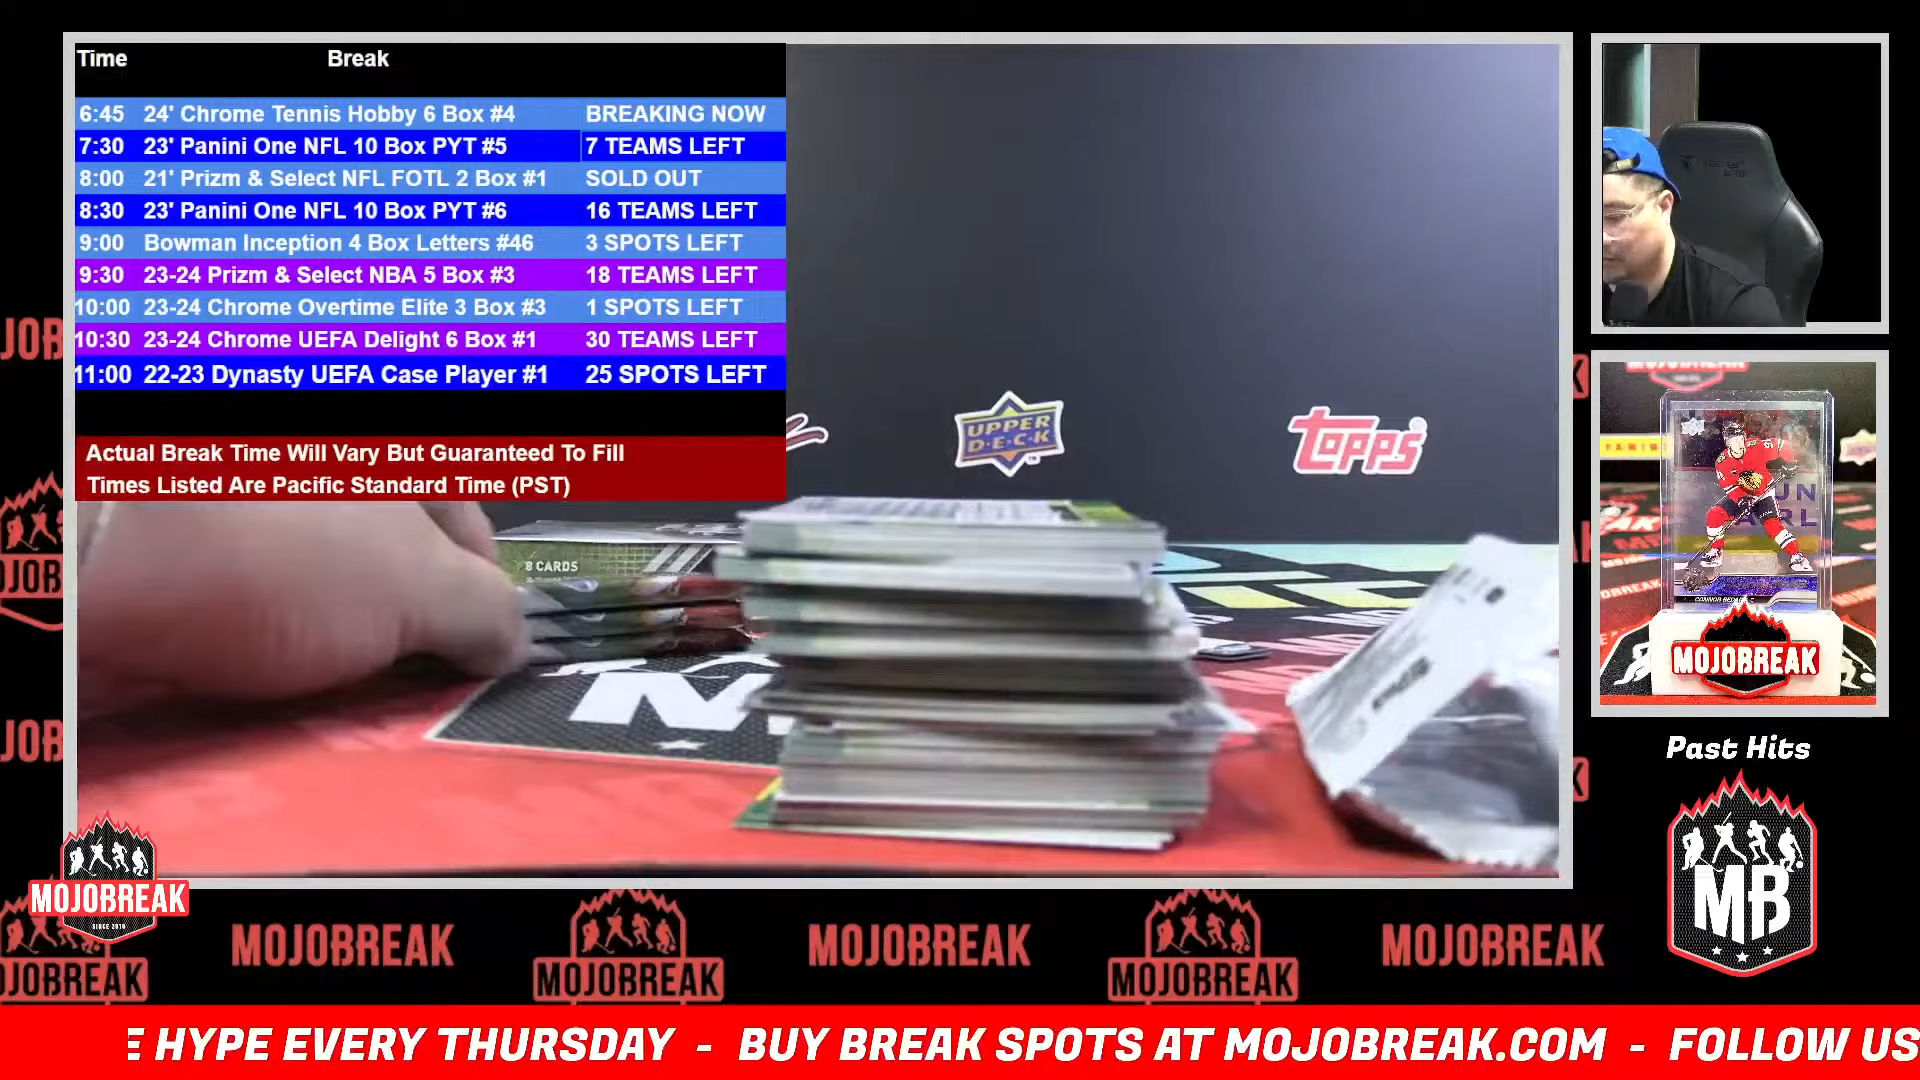 Time Break
6:45 24' Chrome Tennis Hobby 6 Box #4 BREAKING NOW
7:30 23' Panini One NFL 10 Box PYT #5 7 TEAMS LEFT
8:00 21' Prizm & Select NFL FOTL 2 Box #1 SOLD OUT
8:30 23' Panini One NFL 10 Box PYT #6 16 TEAMS LEFT
9:00 Bowman Inception 4 Box Letters #46 3 SPOTS LEFT
9:30 23-24 Prizm & Select NBA 5 Box #3 18 TEAMS LEFT
10:00 23-24 Chrome Overtime Elite 3 Box #3 1 SPOTS LEFT
10:30 23-24 Chrome UEFA Delight 6 Box #1 30 TEAMS LEFT
11:00 22-23 Dynasty UEFA Case Player #1 25 SPOTS LEFT
Actual Break Time Will Vary But Guaranteed To Fill
Times Listed Are Pacific Standard Time (PST)
UPPER
D·E·C·K
TOPPS
8 CARDS
MOJOBREAK
Past Hits
MB
MOJOBREAK
SINCE 2010
MOJOBREAK
MOJOBREAK
MOJOBREAK
MOJOBREAK
MOJOBREAK
E HYPE EVERY THURSDAY - BUY BREAK SPOTS AT MOJOBREAK.COM - FOLLOW US